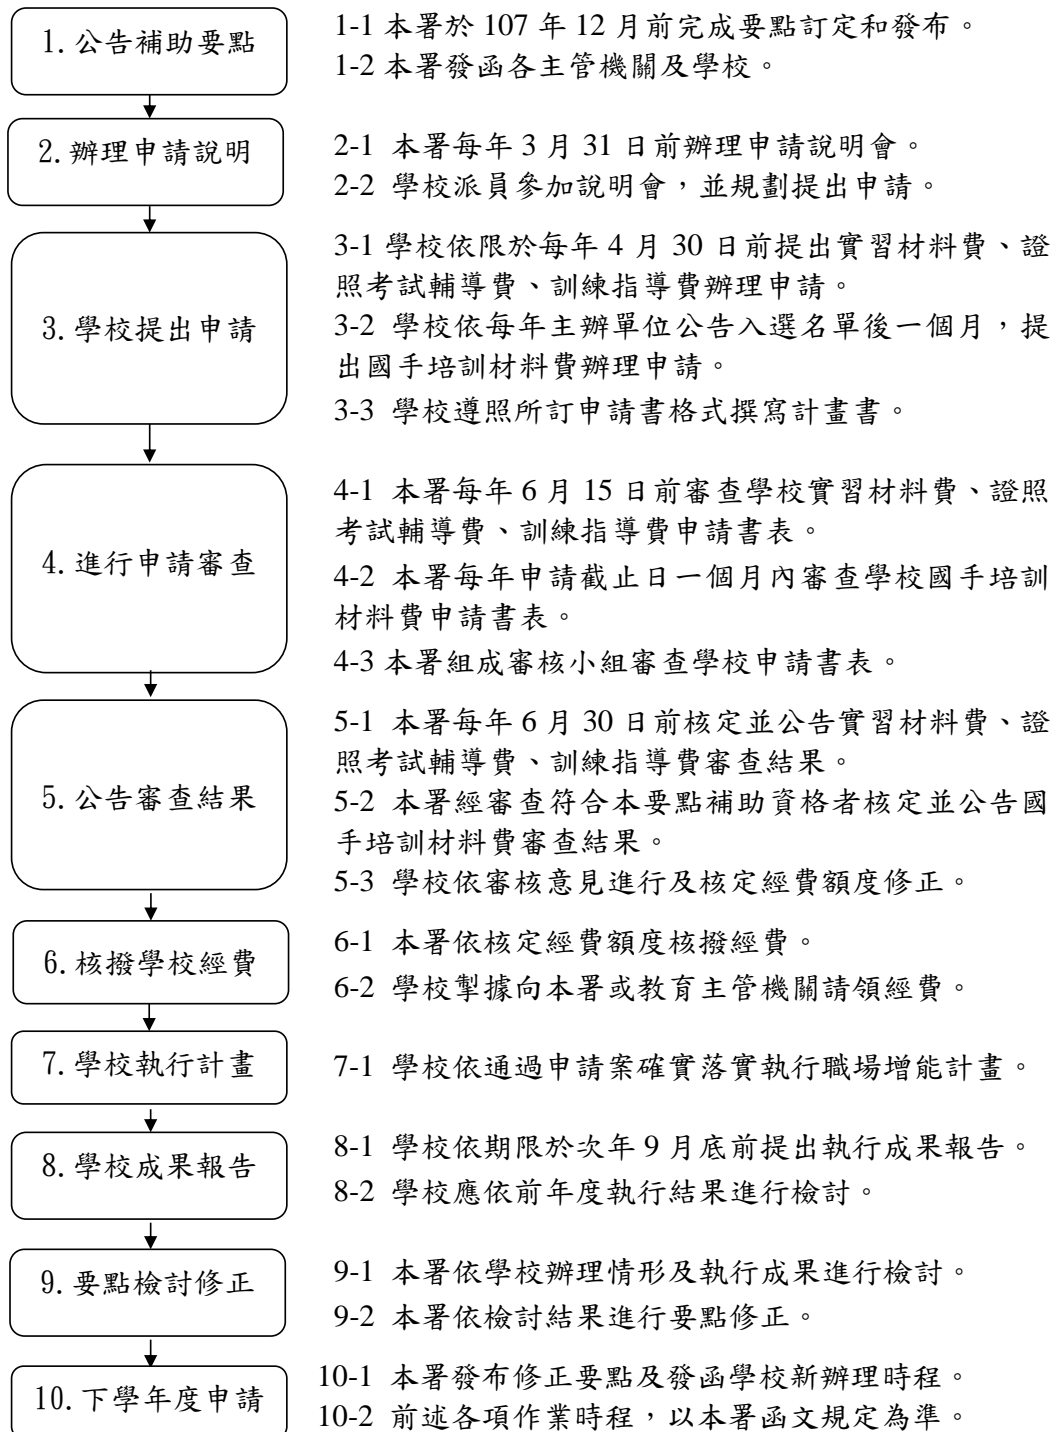 1.公告補助要點
1-1 本署於 107 年 12 月前完成要點訂定和發布。
1-2 本署發函各主管機關及學校。
2.辦理申請說明
2-1 本署每年 3 月 31 日前辦理申請說明會。
2-2 學校派員參加說明會，並規劃提出申請。
3.學校提出申請
3-1 學校依限於每年 4 月 30 日前提出實習材料費、證
照考試輔導費、訓練指導費辦理申請。
3-2 學校依每年主辦單位公告入選名單後一個月，提
出國手培訓材料費辦理申請。
3-3 學校遵照所訂申請書格式撰寫計畫書。
4.進行申請審查
4-1 本署每年 6 月 15 日前審查學校實習材料費、證照
考試輔導費、訓練指導費申請書表。
4-2 本署每年申請截止日一個月內審查學校國手培訓
材料費申請書表。
4-3 本署組成審核小組審查學校申請書表。
5.公告審查結果
5-1 本署每年 6 月 30 日前核定並公告實習材料費、證
照考試輔導費、訓練指導費審查結果。
5-2 本署經審查符合本要點補助資格者核定並公告國
手培訓材料費審查結果。
5-3 學校依審核意見進行及核定經費額度修正。
6.核撥學校經費
6-1 本署依核定經費額度核撥經費。
6-2 學校掣據向本署或教育主管機關請領經費。
7.學校執行計畫
7-1 學校依通過申請案確實落實執行職場增能計畫。
8.學校成果報告
8-1 學校依期限於次年 9 月底前提出執行成果報告。
8-2 學校應依前年度執行結果進行檢討。
9.要點檢討修正
9-1 本署依學校辦理情形及執行成果進行檢討。
9-2 本署依檢討結果進行要點修正。
10.下學年度申請
10-1 本署發布修正要點及發函學校新辦理時程。
10-2 前述各項作業時程，以本署函文規定為準。